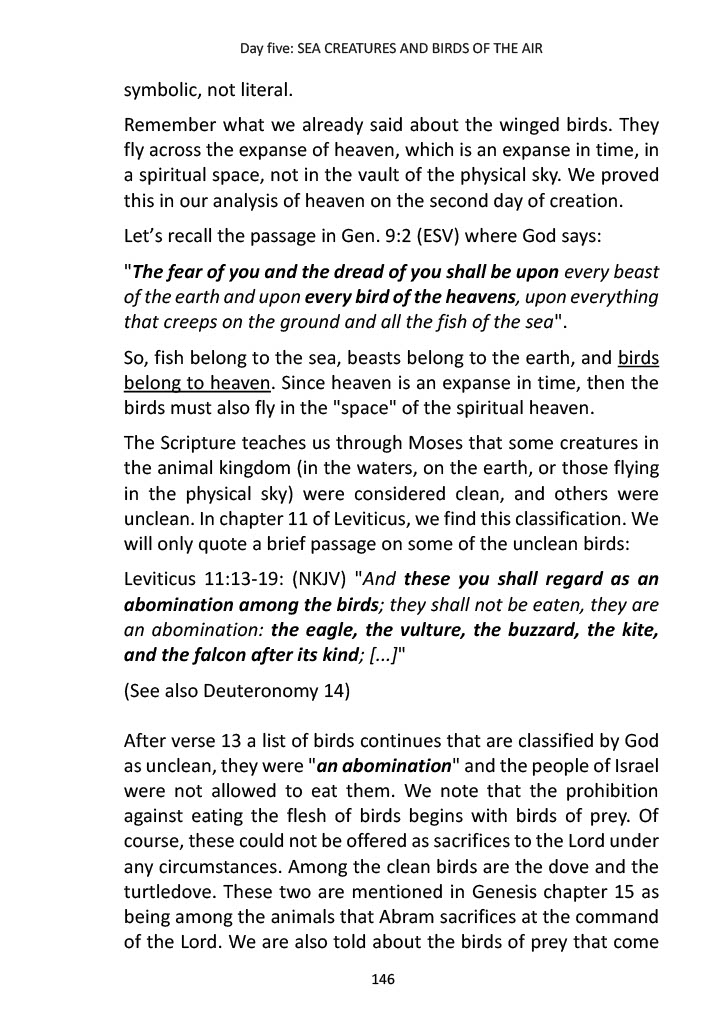 Day five: SEA CREATURES AND BIRDS OF THE AIR
symbolic, not literal.
Remember what we already said about the winged birds. They
fly across the expanse of heaven, which is an expanse in time, in
a spiritual space, not in the vault of the physical sky. We proved
this in our analysis of heaven on the second day of creation.
Let’s recall the passage in Gen. 9:2 (ESV) where God says:
"The fear of you and the dread of you shall be upon every beast
of the earth and upon every bird of the heavens, upon everything
that creeps on the ground and all the fish of the sea".
So, fish belong to the sea, beasts belong to the earth, and birds
belong to heaven. Since heaven is an expanse in time, then the
birds must also fly in the "space" of the spiritual heaven.
The Scripture teaches us through Moses that some creatures in
the animal kingdom (in the waters, on the earth, or those flying
in the physical sky) were considered clean, and others were
unclean. In chapter 11 of Leviticus, we find this classification. We
will only quote a brief passage on some of the unclean birds:
Leviticus 11:13-19: (NKJV) "And these you shall regard as an
abomination among the birds; they shall not be eaten, they are
an abomination: the eagle, the vulture, the buzzard, the kite,
and the falcon after its kind; [...]"
(See also Deuteronomy 14)
After verse 13 a list of birds continues that are classified by God
as unclean, they were "an abomination" and the people of Israel
were not allowed to eat them. We note that the prohibition
against eating the flesh of birds begins with birds of prey. Of
course, these could not be offered as sacrifices to the Lord under
any circumstances. Among the clean birds are the dove and the
turtledove. These two are mentioned in Genesis chapter 15 as
being among the animals that Abram sacrifices at the command
of the Lord. We are also told about the birds of prey that come
146